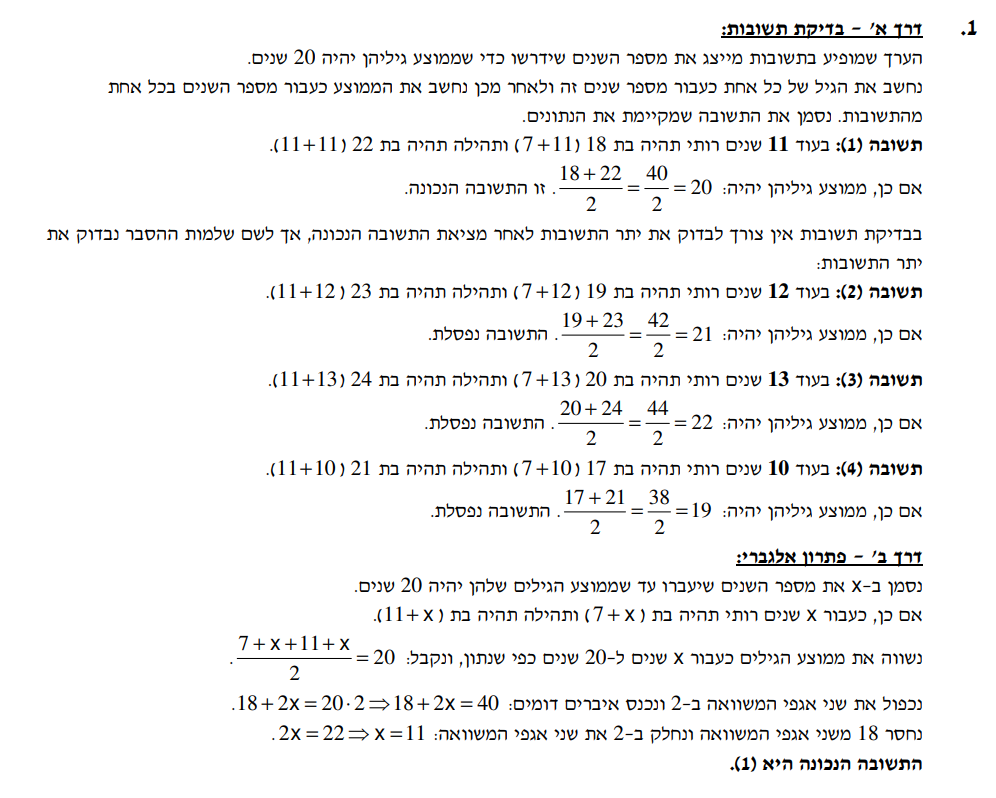 1. דרך א' – בדיקת תשובות:
הערך שמופיע בתשובות מייצג את מספר השנים שידרשו כדי שממוצע גיליהן יהיה 20 שנים.
נחשב את הגיל של כל אחת כעבור מספר שנים זה ולאחר מכן נחשב את הממוצע כעבור מספר השנים בכל אחת
מהתשובות. נסמן את התשובה שמקיימת את הנתונים.
תשובה (1): בעוד 11 שנים רותי תהיה בת 18 (7+11) ותהילה תהיה בת 22 (11+11).
אם כן, ממוצע גיליהן יהיה: \frac{18+22}{2} = \frac{40}{2} = 20. זו התשובה הנכונה.
בבדיקת תשובות אין צורך לבדוק את יתר התשובות לאחר מציאת התשובה הנכונה, אך לשם שלמות ההסבר נבדוק את
יתר התשובות:
תשובה (2): בעוד 12 שנים רותי תהיה בת 19 (7+12) ותהילה תהיה בת 23 (11+12).
אם כן, ממוצע גיליהן יהיה: \frac{19+23}{2} = \frac{42}{2} = 21. התשובה נפסלת.
תשובה (3): בעוד 13 שנים רותי תהיה בת 20 (7+13) ותהילה תהיה בת 24 (11+13).
אם כן, ממוצע גיליהן יהיה: \frac{20+24}{2} = \frac{44}{2} = 22. התשובה נפסלת.
תשובה (4): בעוד 10 שנים רותי תהיה בת 17 (7+10) ותהילה תהיה בת 21 (11+10).
אם כן, ממוצע גיליהן יהיה: \frac{17+21}{2} = \frac{38}{2} = 19. התשובה נפסלת.
דרך ב' – פתרון אלגברי:
נסמן ב-x את מספר השנים שיעברו עד שממוצע הגילים שלהן יהיה 20 שנים.
אם כן, כעבור x שנים רותי תהיה בת (7+x) ותהילה תהיה בת (11+x).
נשווה את ממוצע הגילים כעבור x שנים ל-20 שנים כפי שנתון, ונקבל: \frac{7+x+11+x}{2} = 20.
נכפול את שני אגפי המשוואה ב-2 ונכנס איברים דומים: 18+2x = 20·2 ⇒ 18+2x = 40.
נחסר 18 משני אגפי המשוואה ונחלק ב-2 את שני אגפי המשוואה: 2x = 22 ⇒ x = 11.
התשובה הנכונה היא (1).